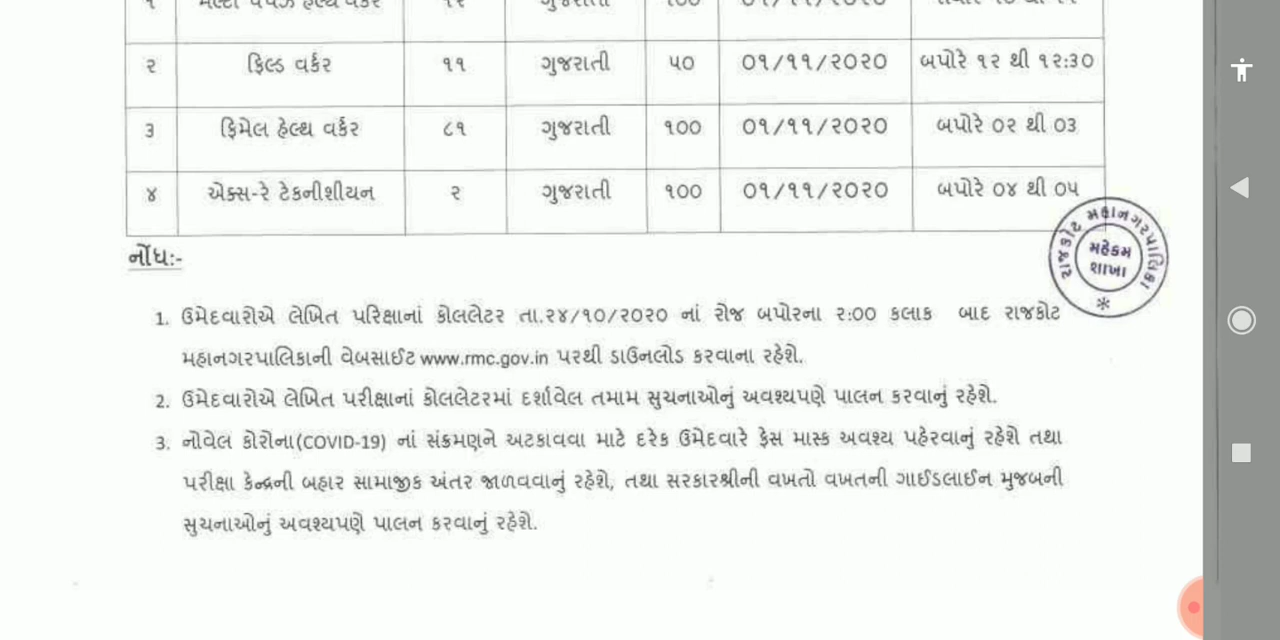 ૨ ફિલ્ડ વર્કર ૧૧ ગુજરાતી ૫૦ ૦૧/૧૧/૨૦૨૦ બપોરે ૧૨ થી ૧૨:૩૦
૩ ફિમેલ હેલ્થ વર્કર ૮૧ ગુજરાતી ૧૦૦ ૦૧/૧૧/૨૦૨૦ બપોરે ૦૨ થી ૦૩
૪ એક્સ-રે ટેકનીશીયન ૨ ગુજરાતી ૧૦૦ ૦૧/૧૧/૨૦૨૦ બપોરે ૦૪ થી ૦૫
રાજકોટ મહાનગરપાલિકા
મહેકમ
શાખા
નોંધ:-
1. ઉમેદવારોએ લેખિત પરિક્ષાનાં કોલલેટર તા.૨૪/૧૦/૨૦૨૦ નાં રોજ બપોરના ૨:૦૦ કલાક બાદ રાજકોટ
મહાનગરપાલિકાની વેબસાઈટ www.rmc.gov.in પરથી ડાઉનલોડ કરવાના રહેશે.
2. ઉમેદવારોએ લેખિત પરીક્ષાનાં કોલલેટરમાં દર્શાવેલ તમામ સુચનાઓનું અવશ્યપણે પાલન કરવાનું રહેશે.
3. નોવેલ કોરોના(COVID-19) નાં સંક્રમણને અટકાવવા માટે દરેક ઉમેદવારે ફેસ માસ્ક અવશ્ય પહેરવાનું રહેશે તથા
પરીક્ષા કેન્દ્રની બહાર સામાજીક અંતર જાળવવાનું રહેશે, તથા સરકારશ્રીની વખતો વખતની ગાઈડલાઈન મુજબની
સુચનાઓનું અવશ્યપણે પાલન કરવાનું રહેશે.